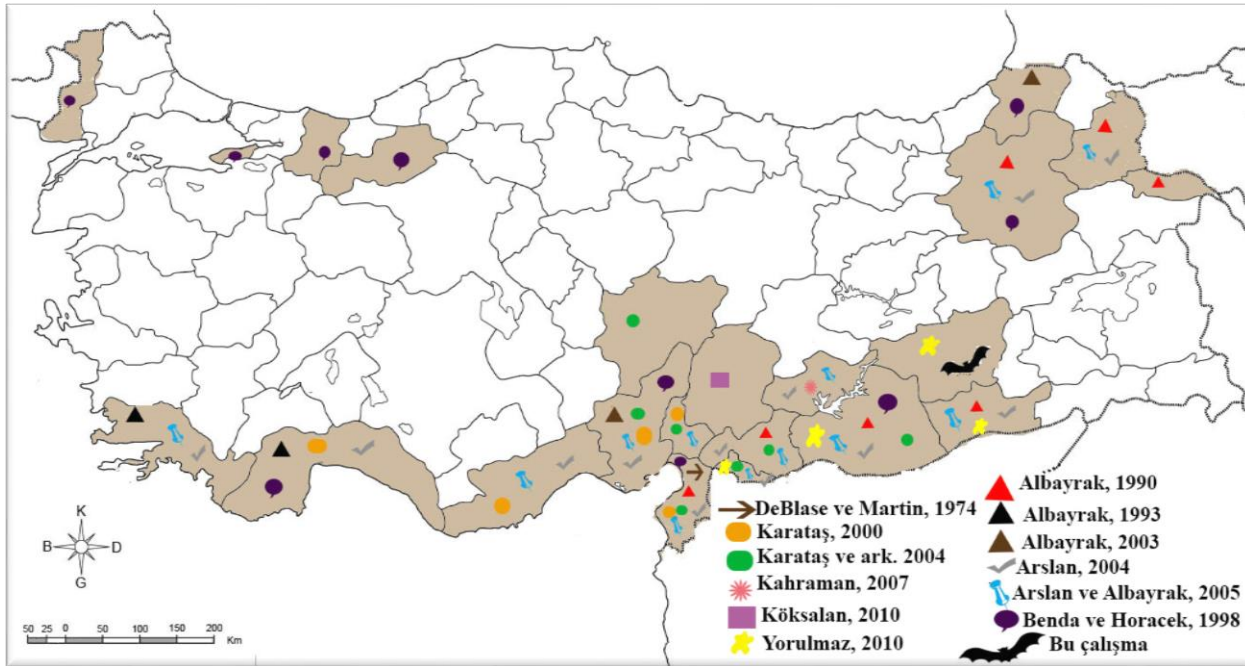 K
B D
G
50 25 0 50 100 150 200
Km
DeBlase ve Martin, 1974
Karataş, 2000
Karataş ve ark. 2004
Kahraman, 2007
Köksalan, 2010
Yorulmaz, 2010
Albayrak, 1990
Albayrak, 1993
Albayrak, 2003
Arslan, 2004
Arslan ve Albayrak, 2005
Benda ve Horacek, 1998
Bu çalışma